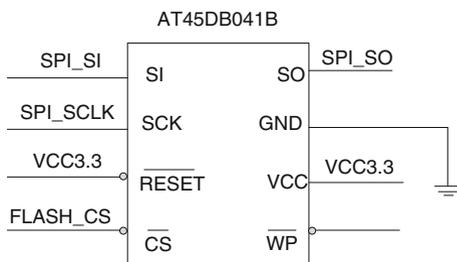 AT45DB041B
SPI_SI
SI
SO
SPI_SO
SPI_SCLK
SCK
GND
VCC3.3
RESET
VCC
VCC3.3
FLASH_CS
CS
WP